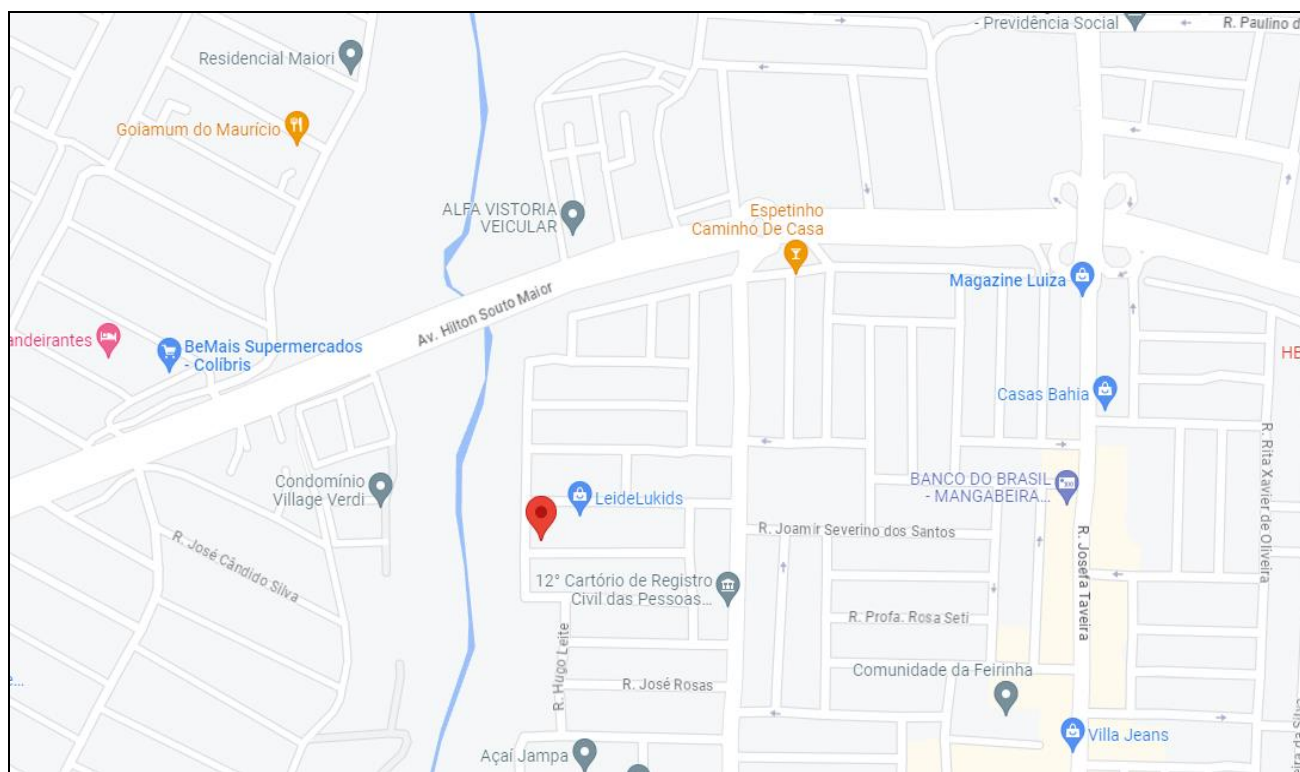 - Previdência Social
R. Paulino d
Residencial Maiori
Goiamum do Maurício
ALFA VISTORIA
VEICULAR
Espetinho
Caminho De Casa
Magazine Luiza
Av. Hilton Souto Maior
andeirantes
BeMais Supermercados
- Colíbris
HE
Casas Bahia
R. Rita Xavier de Oliveira
Condomínio
Village Verdi
BANCO DO BRASIL
- MANGABEIRA...
LeideLukids
R. José Cândido Silva
R. Joamir Severino dos Santos
R. Josefa Taveira
12° Cartório de Registro
Civil das Pessoas...
R. Profa. Rosa Seti
R. Hugo Leite
Comunidade da Feirinha
R. José Rosas
Villa Jeans
Açaí Jampa